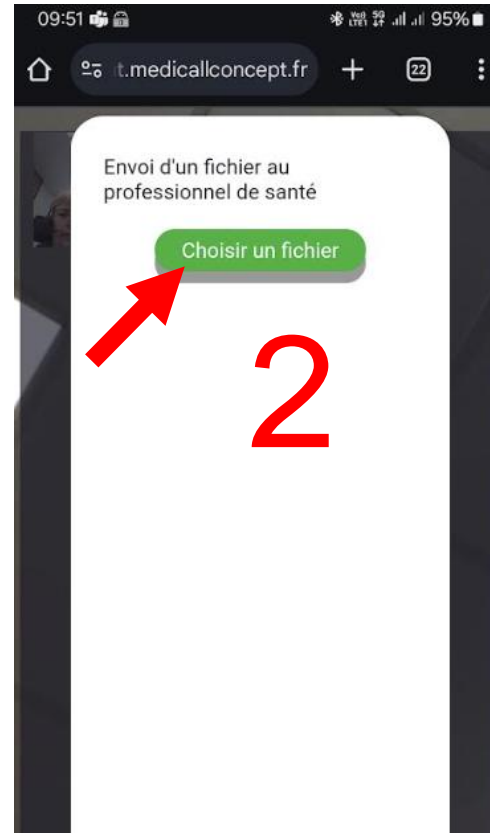 09:51 95%
t.medicallconcept.fr 22
Envoi d'un fichier au
professionnel de santé
Choisir un fichier
2